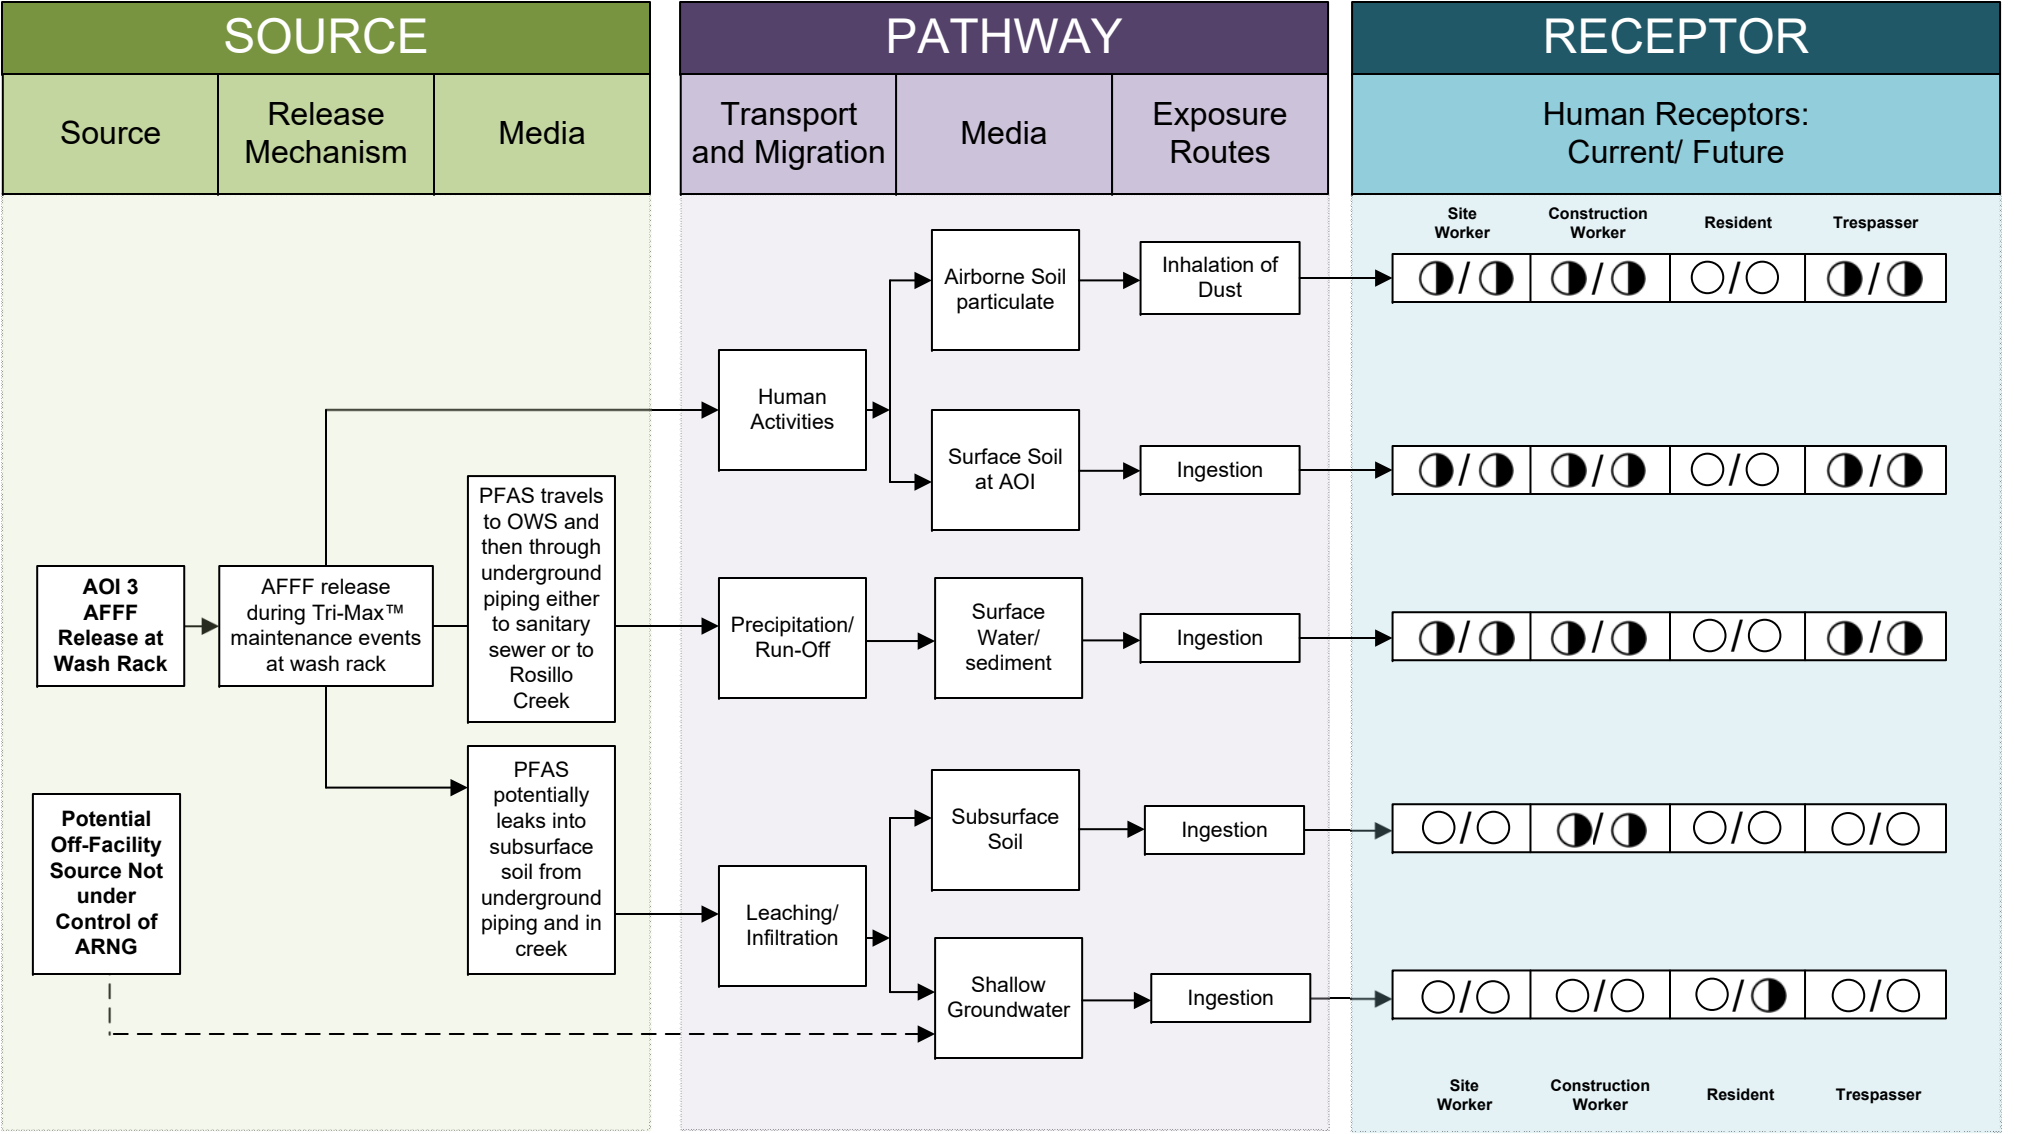 SOURCE
PATHWAY
RECEPTOR
Source
Release
Mechanism
Media
Transport
and Migration
Media
Exposure
Routes
Human Receptors:
Current/ Future
Site
Worker
Construction
Worker
Resident
Trespasser
AOI 3
AFFF
Release at
Wash Rack
Potential
Off-Facility
Source Not
under
Control of
ARNG
AFFF release
during Tri-Max™
maintenance events
at wash rack
PFAS travels
to OWS and
then through
underground
piping either
to sanitary
sewer or to
Rosillo
Creek
PFAS
potentially
leaks into
subsurface
soil from
underground
piping and in
creek
Human
Activities
Precipitation/
Run-Off
Leaching/
Infiltration
Airborne Soil
particulate
Surface Soil
at AOI
Surface
Water/
sediment
Subsurface
Soil
Shallow
Groundwater
Inhalation of
Dust
Ingestion
Ingestion
Ingestion
Ingestion
/ / / /
/ / / /
/ / / /
/ / / /
/ / / /
Site
Worker
Construction
Worker
Resident
Trespasser